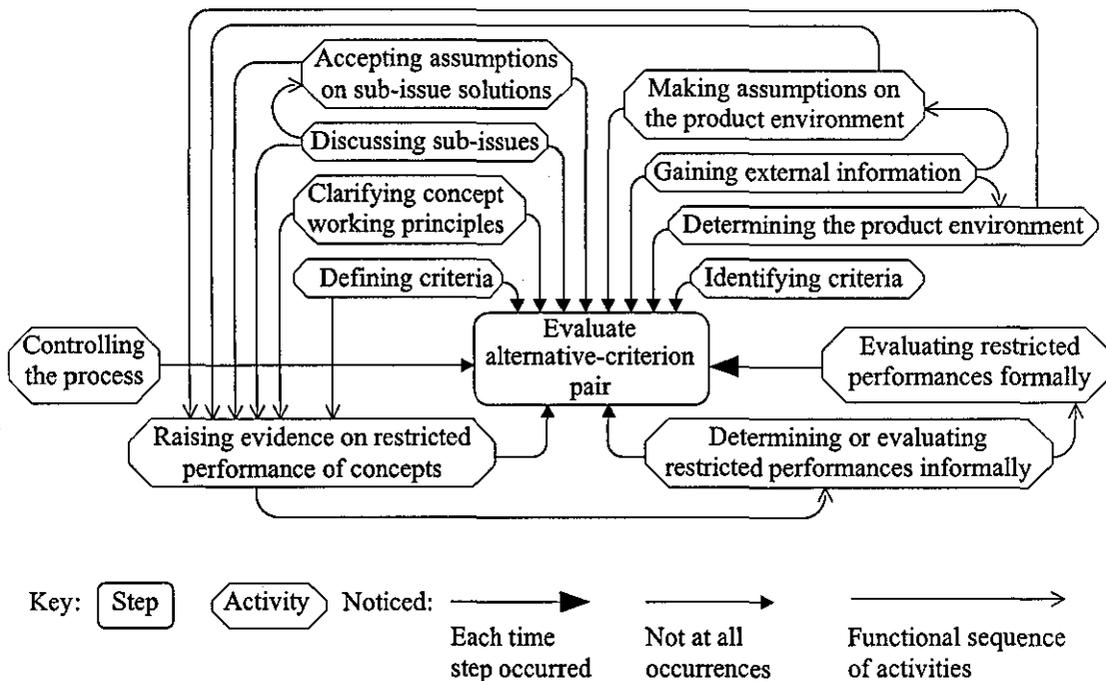 Accepting assumptions
on sub-issue solutions
Making assumptions on
the product environment
Discussing sub-issues
Gaining external information
Clarifying concept
working principles
Determining the product environment
Defining criteria
Identifying criteria
Evaluate
alternative-criterion
pair
Controlling
the process
Evaluating restricted
performances formally
Raising evidence on restricted
performance of concepts
Determining or evaluating
restricted performances informally
Key: Step Activity Noticed:
Each time
step occurred
Not at all
occurrences
Functional sequence
of activities